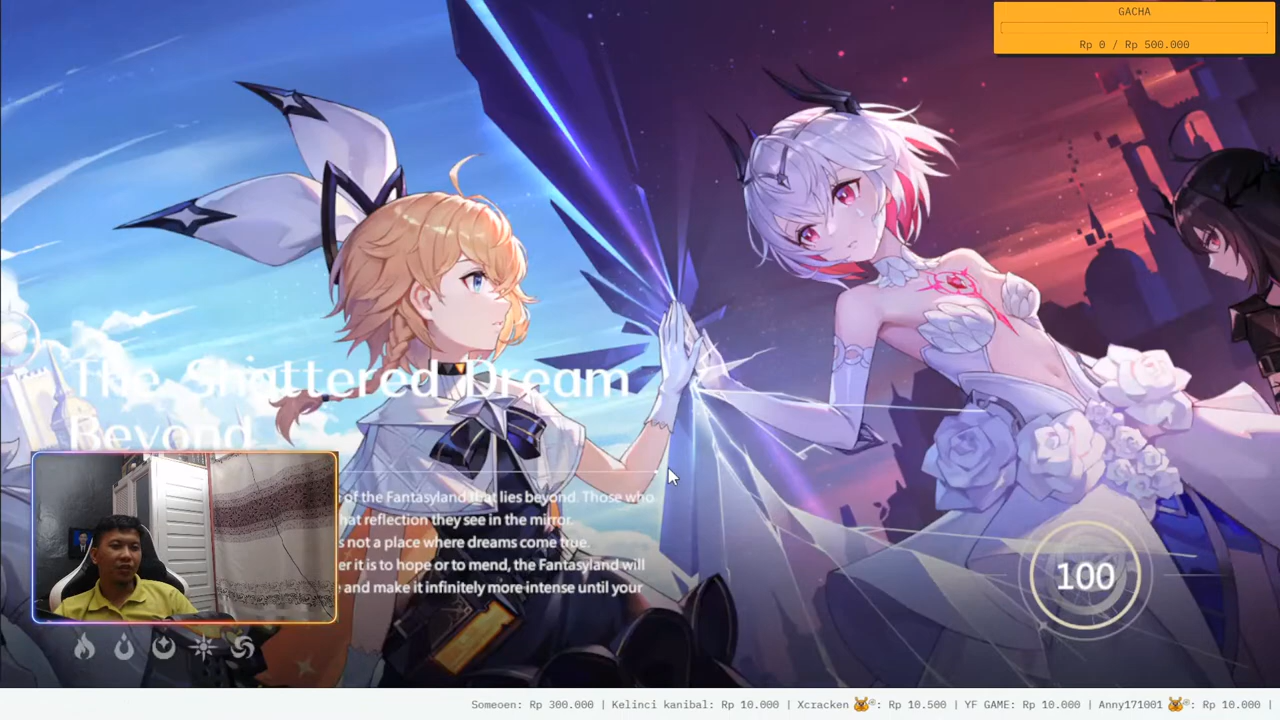 GACHA
Rp 0 / Rp 500.000
The Shattered Dream
Beyond
of the Fantasyland that lies beyond. Those who
hat reflection they see in the mirror.
s not a place where dreams come true.
er it is to hope or to mend, the Fantasyland will
and make it infinitely more intense until your
100
Someoen: Rp 300.000 | Kelinci kanibal: Rp 10.000 | Xcracken 🐯®: Rp 10.500 | YF GAME: Rp 10.000 | Anny171001 🐯®: Rp 10.000 |